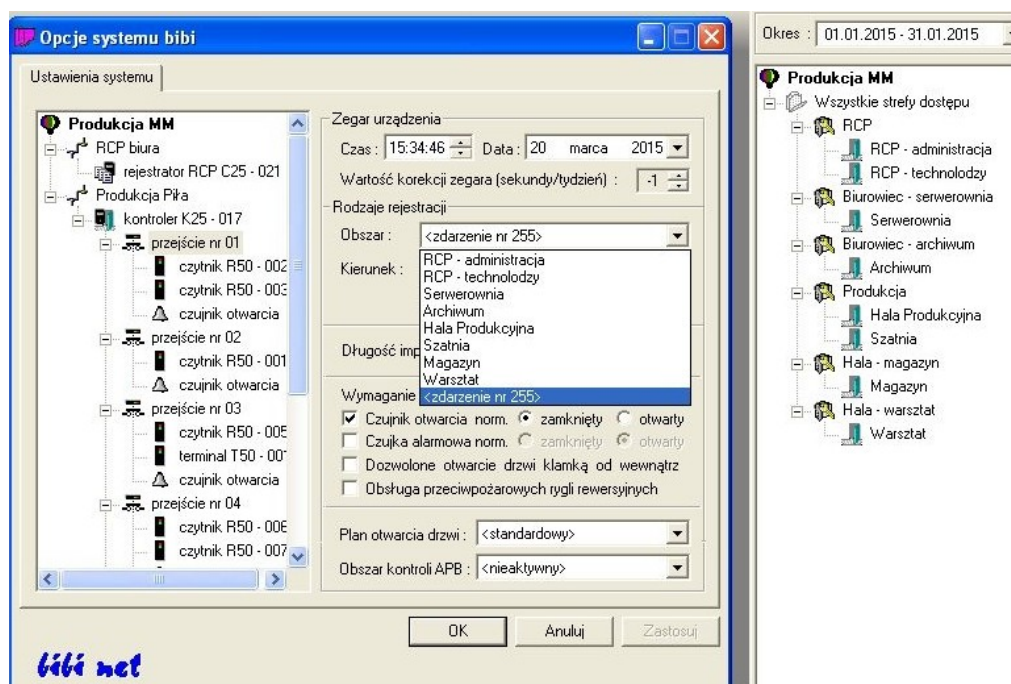 Opcje systemu bibi
Ustawienia systemu
Produkcja MM
RCP biura
rejestrator RCP C25 - 021
Produkcja Piła
kontroler K25 - 017
przejście nr 01
czytnik R50 - 002
czytnik R50 - 003
czujnik otwarcia
przejście nr 02
czytnik R50 - 001
czujnik otwarcia
przejście nr 03
czytnik R50 - 005
terminal T50 - 00
czujnik otwarcia
przejście nr 04
czytnik R50 - 006
czytnik R50 - 007
Zegar urządzenia
Czas : 15:34:46 Data : 20 marca 2015
Wartość korekcji zegara (sekundy/tydzień) : -1
Rodzaje rejestracji
Obszar : <zdarzenie nr 255>
Kierunek :
RCP - administracja
RCP - technolodzy
Serwerownia
Archiwum
Hala Produkcyjna
Szatnia
Magazyn
Warsztat
<zdarzenie nr 255>
Długość imp
Wymaganie
Czujnik otwarcia norm. zamknięty otwarty
Czujka alarmowa norm. zamknięty otwarty
Dozwolone otwarcie drzwi klamką od wewnątrz
Obsługa przeciwpożarowych rygli rewersyjnych
Plan otwarcia drzwi : <standardowy>
Obszar kontroli APB : <nieaktywny>
OK Anuluj Zastosuj
bibi net
Okres : 01.01.2015 - 31.01.2015
Produkcja MM
Wszystkie strefy dostępu
RCP
RCP - administracja
RCP - technolodzy
Biurowiec - serwerownia
Serwerownia
Biurowiec - archiwum
Archiwum
Produkcja
Hala Produkcyjna
Szatnia
Hala - magazyn
Magazyn
Hala - warsztat
Warsztat